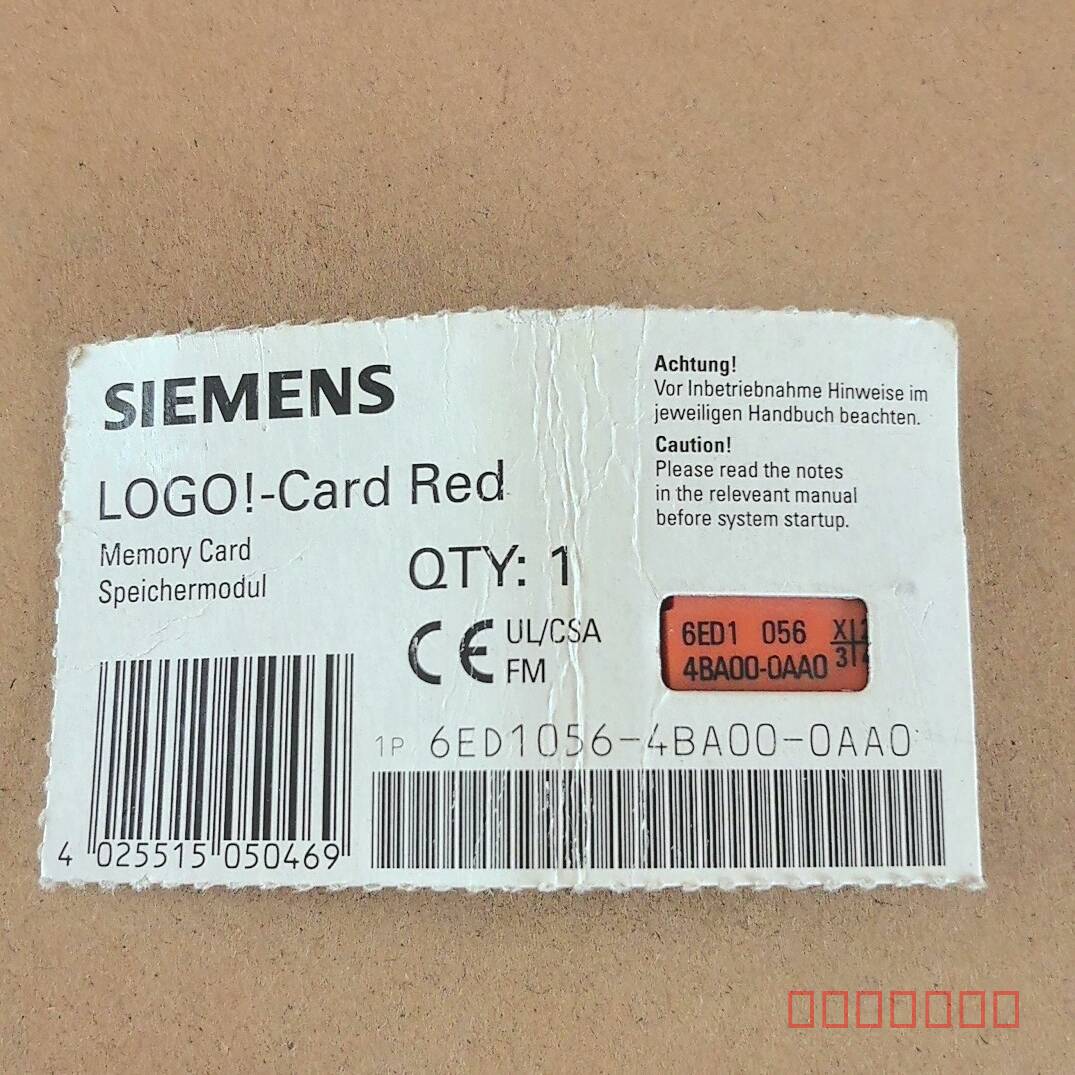 SIEMENS
LOGO!-Card Red
Memory Card
Speichermodul
QTY: 1
CE
UL/CSA
FM
Achtung!
Vor Inbetriebnahme Hinweise im
jeweiligen Handbuch beachten.
Caution!
Please read the notes
in the releveant manual
before system startup.
6ED1 056
4BA00-0AA0
1P 6ED1056-4BA00-0AA0
4 025515 050469